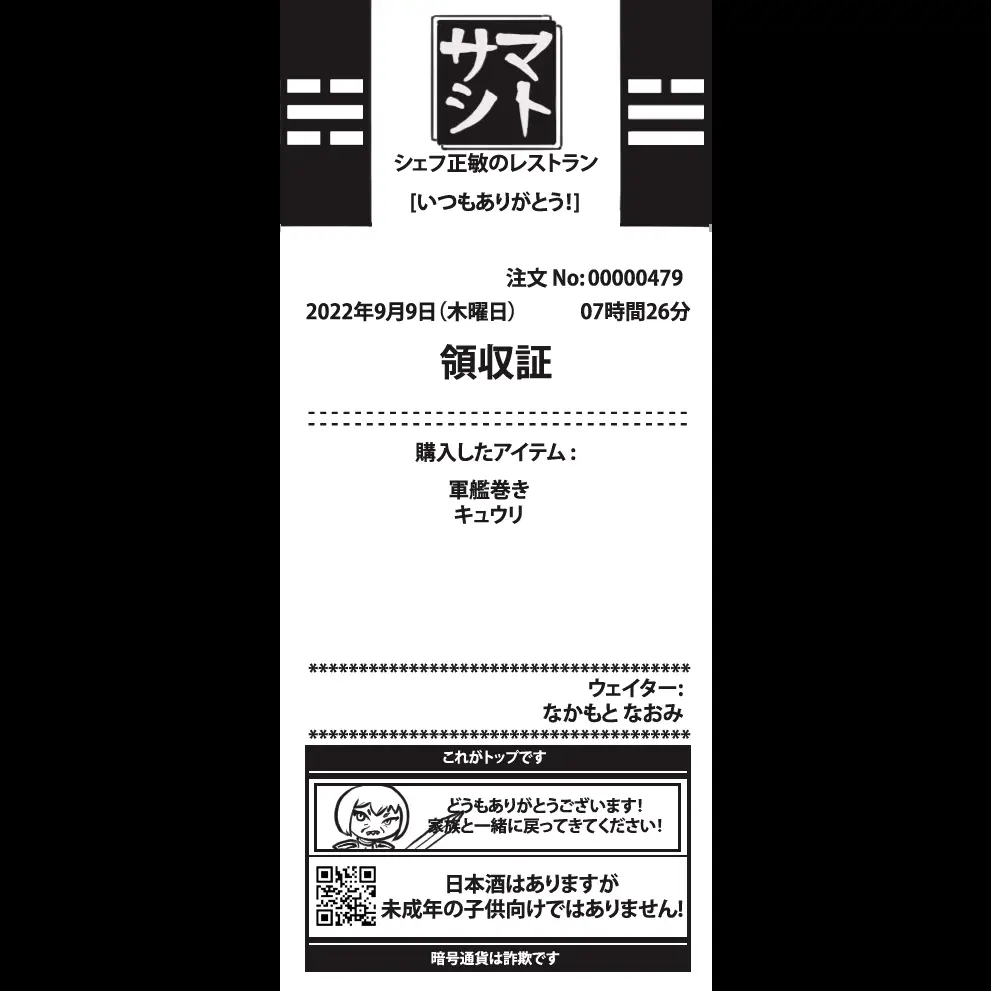 サマ
シト
シェフ正敏のレストラン
[いつもありがとう!]
注文 No: 00000479
2022年9月9日（木曜日） 07時間26分
領収証
購入したアイテム :
軍艦巻き
キュウリ
***************************************
ウェイター:
なかもと なおみ
***************************************
これがトップです
どうもありがとうございます!
家族と一緒に戻ってきてください!
日本酒はありますが
未成年の子供向けではありません!
暗号通貨は詐欺です